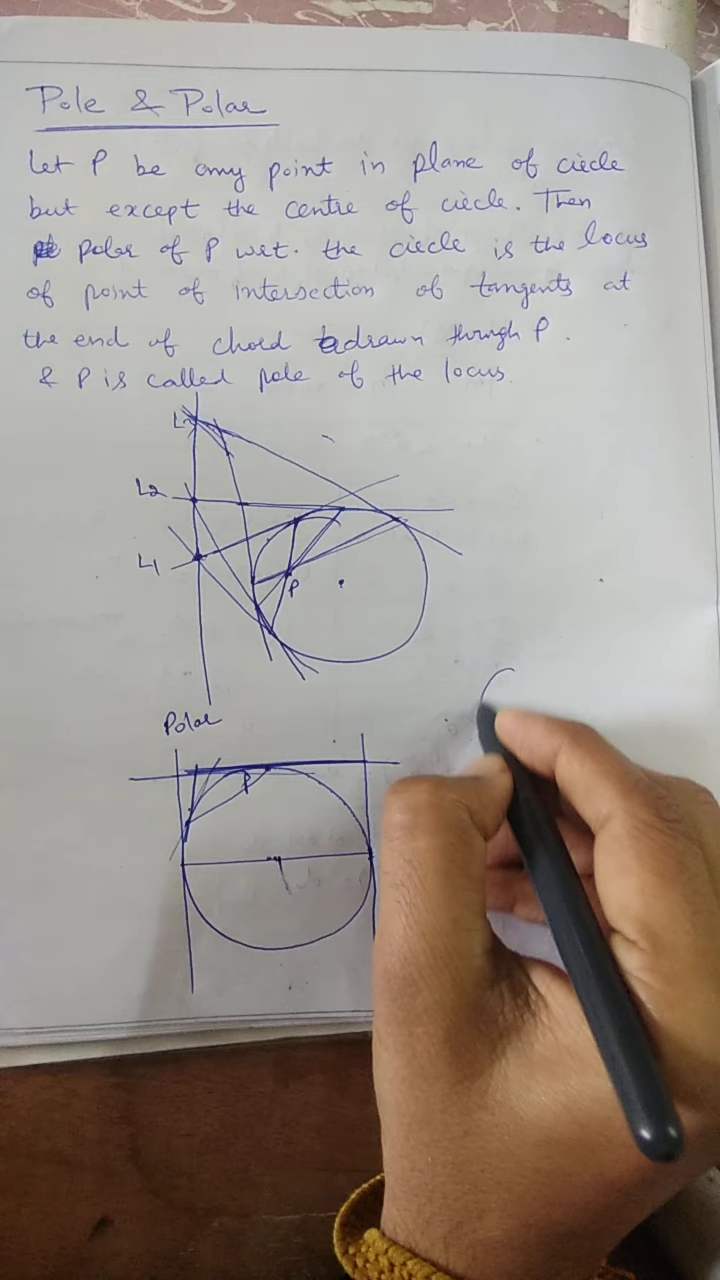 Pole & Polar
Let P be any point in plane of circle
but except the centre of circle. Then
polar of P wrt. the circle is the locus
of point of intersection of tangents at
the end of chord drawn through P.
& P is called pole of the locus.
L2
L1
P
Polar
P